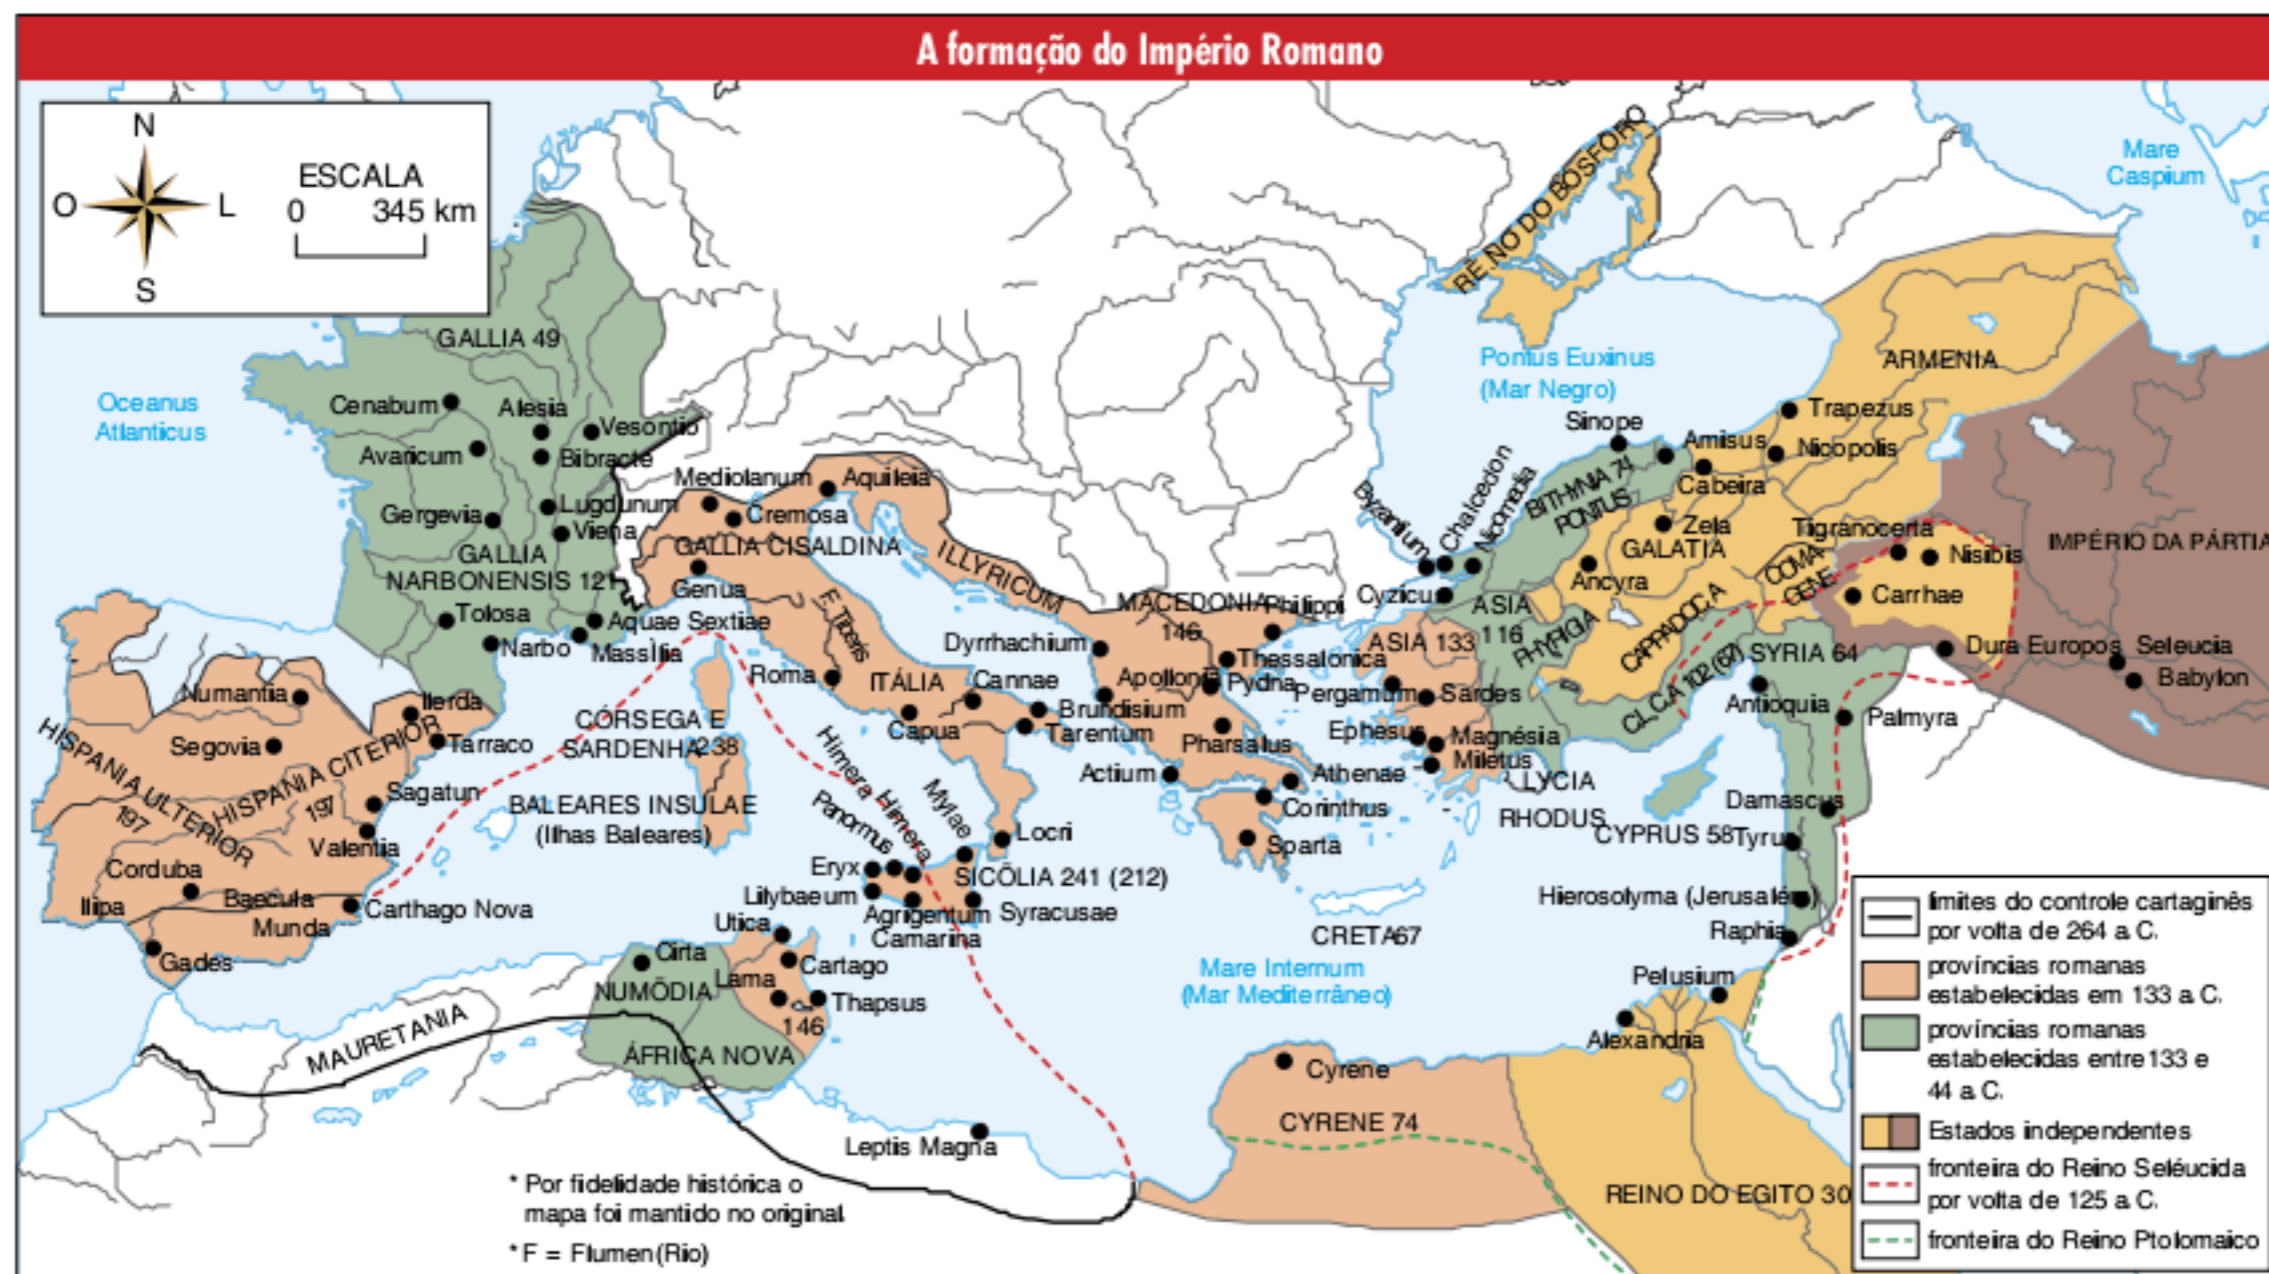 A formação do Império Romano
N
O
L
S
ESCALA
0 345 km
Oceanus
Atlanticus
GALLIA 49
Cenabum
Alesia
Vesontio
Avaricum
Bibracte
Gergevia
Lugdunum
Viena
GALLIA
NARBONENSIS 121
Tolosa
Aquae Sextiae
Narbo
Massìlia
Mediolanum
Aquileia
Cremosa
GALLIA CISALDINA
Genua
ILLYRICUM
F. Tiberis
Roma
ITÁLIA
Cannae
Capua
Brundisium
Tarentum
CÓRSEGA E
SARDENHA 238
BALEARES INSULAE
(Ilhas Baleares)
Numantia
Ilerda
Segovia
Tarraco
HISPANIA ULTERIOR
197
HISPANIA CITERIOR
197
Sagatun
Valentia
Corduba
Ilipa
Baecula
Munda
Carthago Nova
Gades
Himera
Panormus
Himera
Mylae
Locri
Eryx
Lilybaeum
SICÕLIA 241 (212)
Agrigentum
Syracusae
Camarina
Utica
Cirta
Cartago
Lama
NUMÕDIA
Thapsus
146
ÁFRICA NOVA
MAURETANIA
Leptis Magna
MACEDONIA
146
Philippi
Dyrrhachium
Thessalonica
Apollonia
Pydna
Pharsalus
Actium
Athenae
Corinthus
Sparta
CRETA67
Mare Internum
(Mar Mediterrâneo)
Cyrene
CYRENE 74
REINO DO BOSFORO
Pontus Euxinus
(Mar Negro)
Mare
Caspium
ARMENIA
Trapezus
Sinope
Amisus
Nicopolis
Cabeira
BITHYNIA 74
PONTUS
Zela
GALATIA
Ancyra
Byzantium
Chalcedon
Nicomedia
Cyzicus
ASIA
116
PHYRIGIA
ASIA 133
Pergamum
Sardes
Ephesus
Magnésia
Miletus
LYCIA
RHODUS
CYPRUS 58
CAPPADOCA
COMA
GENE
Tigranocerta
Nisibis
Carrhae
IMPÉRIO DA PÁRTIA
Dura Europos
Seleucia
Babylon
SYRIA 64
Antioquia
Palmyra
Damascus
Tyrus
Hierosolyma (Jerusalém)
Raphia
Pelusium
Alexandria
REINO DO EGITO 30
limites do controle cartaginês
por volta de 264 a.C.
províncias romanas
estabelecidas em 133 a.C.
províncias romanas
estabelecidas entre 133 e
44 a.C.
Estados independentes
fronteira do Reino Selêucida
por volta de 125 a.C.
fronteira do Reino Ptolomaico
* Por fidelidade histórica o
mapa foi mantido no original.
* F = Flumen (Rio)